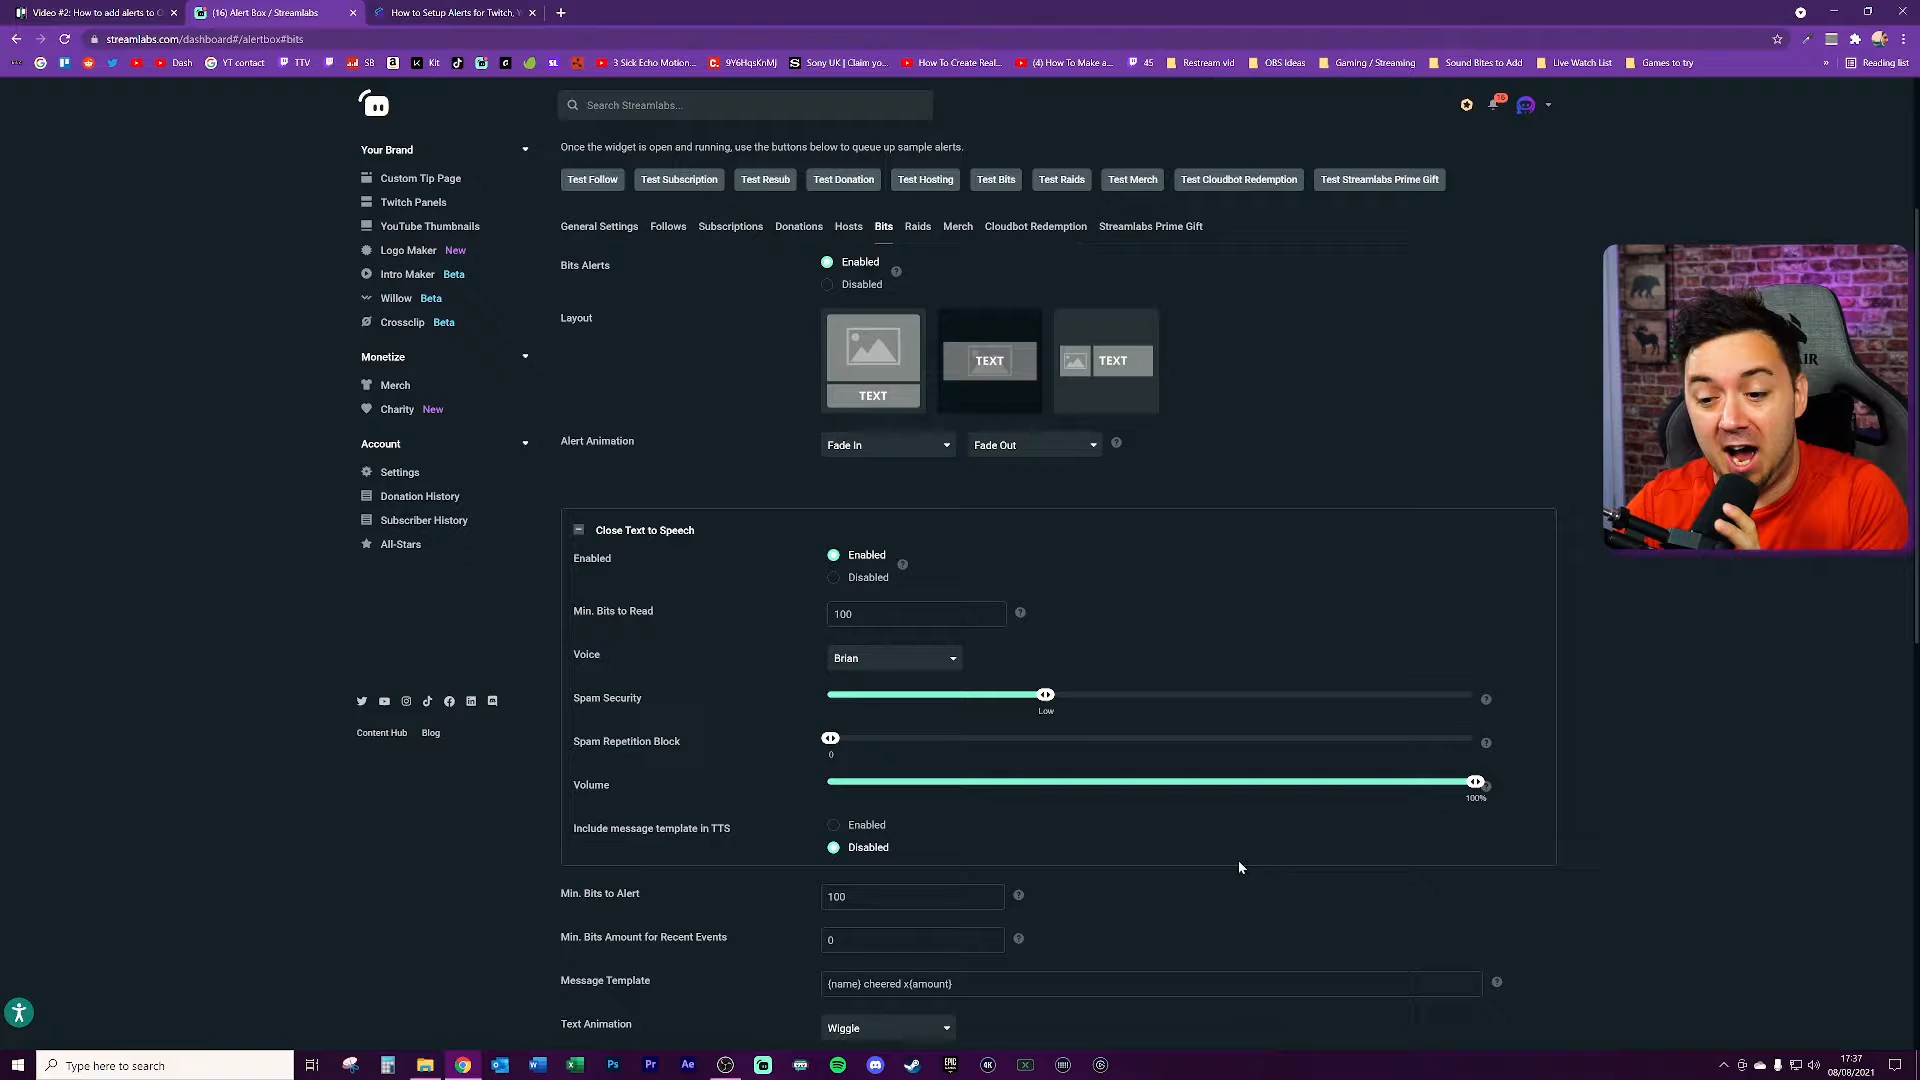 Video #2: How to add alerts to O
(16) Alert Box / Streamlabs
How to Setup Alerts for Twitch, Y
streamlabs.com/dashboard#/alertbox#bits
Dash
YT contact
TTV
SB
Kit
SL
3 Sick Echo Motion...
9Y6HqsKnMj
Sony UK | Claim yo...
How To Create Real...
(4) How To Make a...
45
Restream vid
OBS Ideas
Gaming / Streaming
Sound Bites to Add
Live Watch List
Games to try
»
Reading list
Search Streamlabs...
16
Your Brand
Custom Tip Page
Twitch Panels
YouTube Thumbnails
Logo Maker New
Intro Maker Beta
Willow Beta
Crossclip Beta
Monetize
Merch
Charity New
Account
Settings
Donation History
Subscriber History
All-Stars
Content Hub
Blog
Once the widget is open and running, use the buttons below to queue up sample alerts.
Test Follow
Test Subscription
Test Resub
Test Donation
Test Hosting
Test Bits
Test Raids
Test Merch
Test Cloudbot Redemption
Test Streamlabs Prime Gift
General Settings
Follows
Subscriptions
Donations
Hosts
Bits
Raids
Merch
Cloudbot Redemption
Streamlabs Prime Gift
Bits Alerts
Enabled
Disabled
Layout
TEXT
TEXT
TEXT
Alert Animation
Fade In
Fade Out
Close Text to Speech
Enabled
Enabled
Disabled
Min. Bits to Read
100
Voice
Brian
Spam Security
Low
Spam Repetition Block
0
Volume
100%
Include message template in TTS
Enabled
Disabled
Min. Bits to Alert
100
Min. Bits Amount for Recent Events
0
Message Template
{name} cheered x{amount}
Text Animation
Wiggle
Type here to search
Ps
Pr
Ae
EPIC GAMES
4K
17:37
08/08/2021